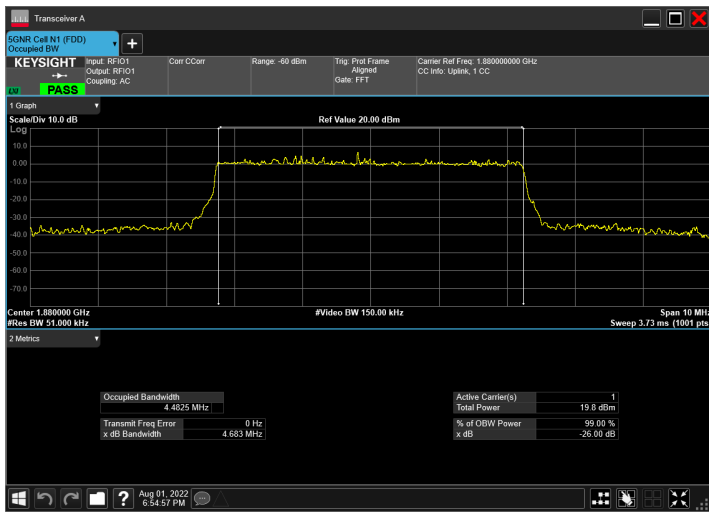 Transceiver A
5GNR Cell N1 (FDD)
Occupied BW
KEYSIGHT
LXI
PASS
Input: RFIO1
Output: RFIO1
Coupling: AC
Corr CCorr
Range: -60 dBm
Trig: Prot Frame
Aligned
Gate: FFT
Carrier Ref Freq: 1.880000000 GHz
CC Info: Uplink, 1 CC
1 Graph
Scale/Div 10.0 dB
Ref Value 20.00 dBm
Log
10.0
0.00
-10.0
-20.0
-30.0
-40.0
-50.0
-60.0
-70.0
Center 1.880000 GHz
#Video BW 150.00 kHz
Span 10 MHz
#Res BW 51.000 kHz
Sweep 3.73 ms (1001 pts
2 Metrics
Occupied Bandwidth
4.4825 MHz
Transmit Freq Error 0 Hz
x dB Bandwidth 4.683 MHz
Active Carrier(s) 1
Total Power 19.8 dBm
% of OBW Power 99.00 %
x dB -26.00 dB
Aug 01, 2022
6:54:57 PM